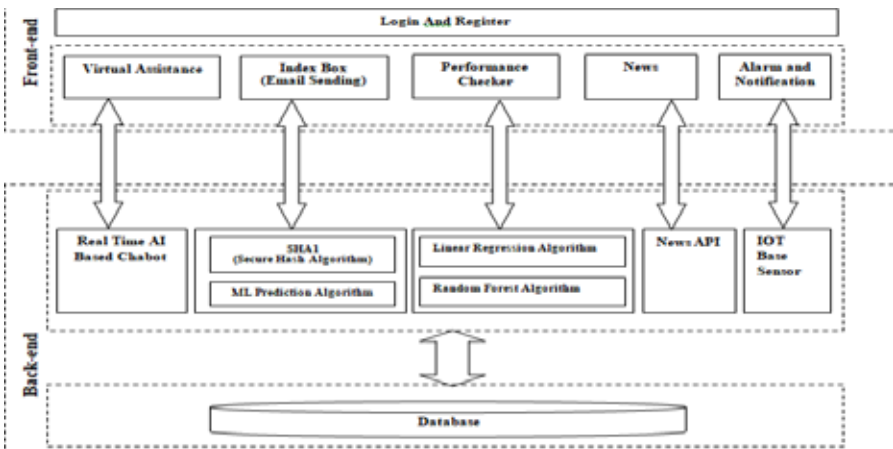 Front-end
Login And Register
Virtual Assistance
Index Box
(Email Sending)
Performance
Checker
News
Alarm and
Notification
Back-end
Real Time AI
Based Chabot
SHA1
(Secure Hash Algorithm)
ML Prediction Algorithm
Linear Regression Algorithm
Random Forest Algorithm
News API
IOT
Base
Sensor
Database